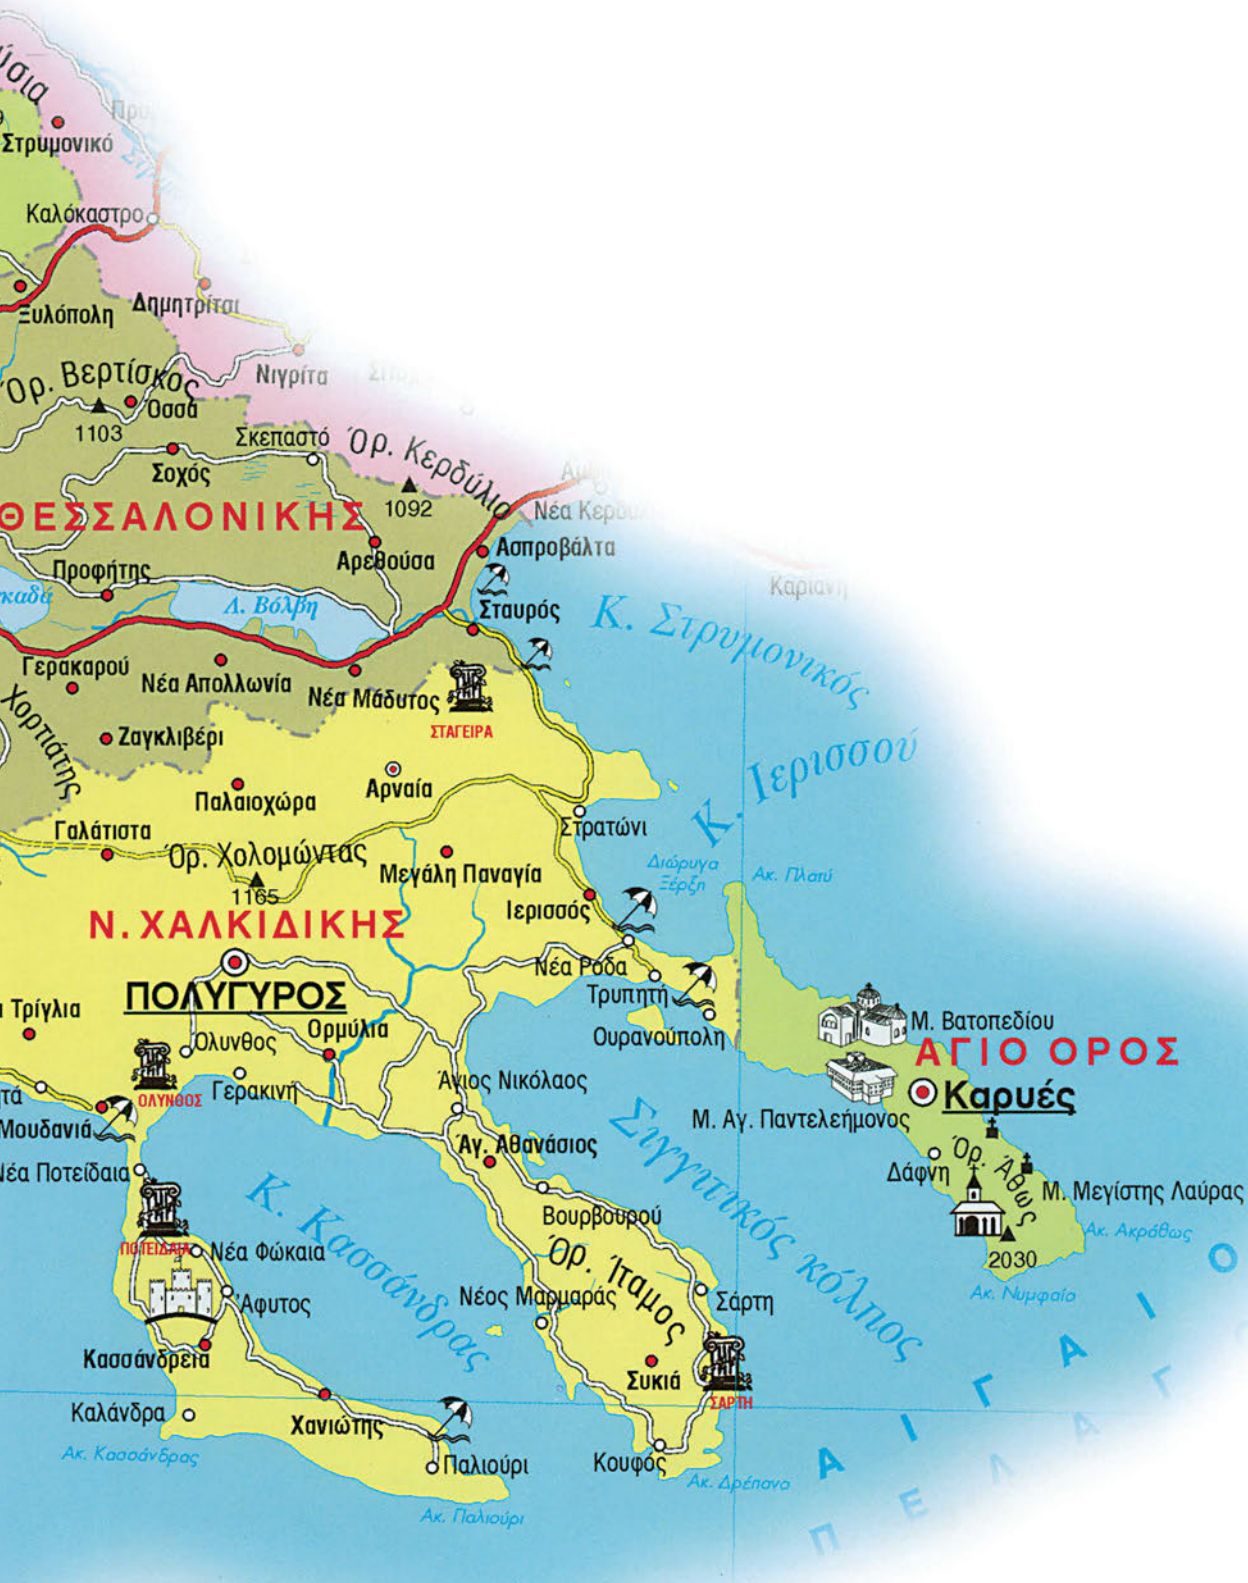 Στρυμονικό
Καλόκαστρο
Ξυλόπολη
Δημητρίτσι
Νιγρίτα
Όρ. Βερτίσκος
Όσσα
1103
Σκεπαστό
Όρ. Κερδύλιο
Σοχός
1092
ΘΕΣΣΑΛΟΝΙΚΗΣ
Νέα Κερδύ
Ασπροβάλτα
Αρεθούσα
Προφήτης
Καριανή
Λ. Βόλβη
Σταυρός
Κ. Στρυμονικός
Γερακαρού
Νέα Απολλωνία
Νέα Μάδυτος
Χορτιάτης
Ζαγκλιβέρι
ΣΤΑΓΕΙΡΑ
Κ. Ιερισσού
Αρναία
Παλαιοχώρα
Στρατώνι
Γαλάτιστα
Όρ. Χολομώντας
1165
Μεγάλη Παναγία
Διώρυγα
Ξέρξη
Ακ. Πλατύ
Ιερισσός
Ν. ΧΑΛΚΙΔΙΚΗΣ
Νέα Ρόδα
Τρυπητή
ΠΟΛΥΓΥΡΟΣ
Τρίγλια
Ορμύλια
Ουρανούπολη
Μ. Βατοπεδίου
Όλυνθος
ΑΓΙΟ ΟΡΟΣ
Γερακινή
Άγιος Νικόλαος
ΟΛΥΝΘΟΣ
Καρυές
Μουδανιά
Μ. Αγ. Παντελεήμονος
Αγ. Αθανάσιος
Σιγγιτικός κόλπος
Νέα Ποτείδαια
Δάφνη
Όρ. Άθως
Μ. Μεγίστης Λαύρας
Κ. Κασσάνδρας
Βουρβουρού
Ακ. Ακρόθως
ΠΟΤΕΙΔΑΙΑ
Νέα Φώκαια
2030
Όρ. Ίταμος
Ακ. Νυμφαίο
Άφυτος
Νέος Μαρμαράς
Σάρτη
Κασσάνδρεια
Συκιά
ΣΑΡΤΗ
Καλάνδρα
Χανιώτης
Ακ. Κασσάνδρας
Παλιούρι
Κουφός
Ακ. Δρέπανο
Ακ. Παλιούρι
ΑΙΓΑΙΟ
ΠΕΛΑΓ